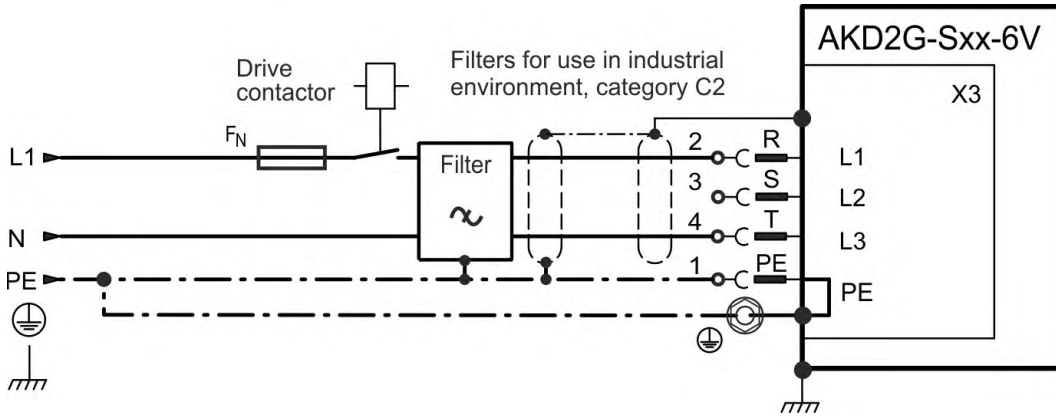 AKD2G-Sxx-6V
Drive
contactor
Filters for use in industrial
environment, category C2
X3
FN
L1
Filter
2
R
L1
3
S
L2
N
4
T
L3
PE
1
PE
PE